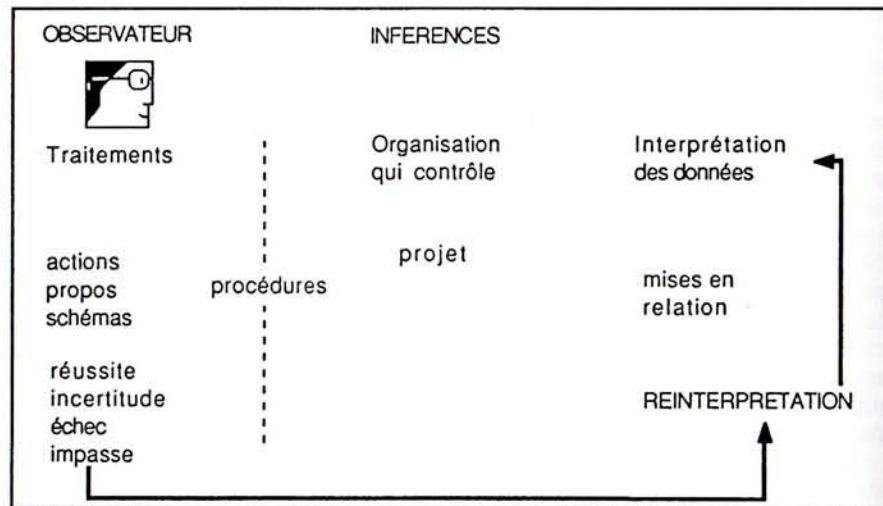 OBSERVATEUR
INFERENCES
Traitements
Organisation
qui contrôle
Interprétation
des données
actions
propos
schémas
procédures
projet
mises en
relation
réussite
incertitude
échec
impasse
REINTERPRETATION